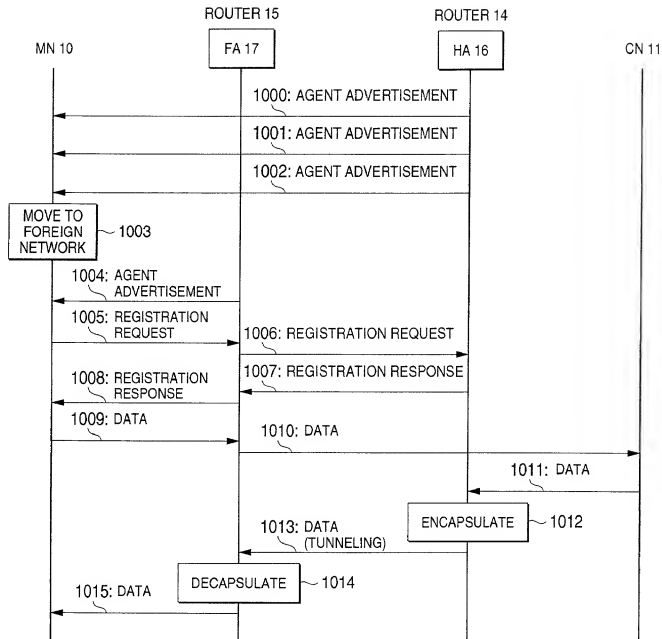 ROUTER 15
ROUTER 14
MN 10
FA 17
HA 16
CN 11
1000: AGENT ADVERTISEMENT
1001: AGENT ADVERTISEMENT
1002: AGENT ADVERTISEMENT
MOVE TO
FOREIGN
NETWORK
1003
1004: AGENT
ADVERTISEMENT
1005: REGISTRATION
REQUEST
1006: REGISTRATION REQUEST
1007: REGISTRATION RESPONSE
1008: REGISTRATION
RESPONSE
1009: DATA
1010: DATA
1011: DATA
ENCAPSULATE
1012
1013: DATA
(TUNNELING)
DECAPSULATE
1014
1015: DATA